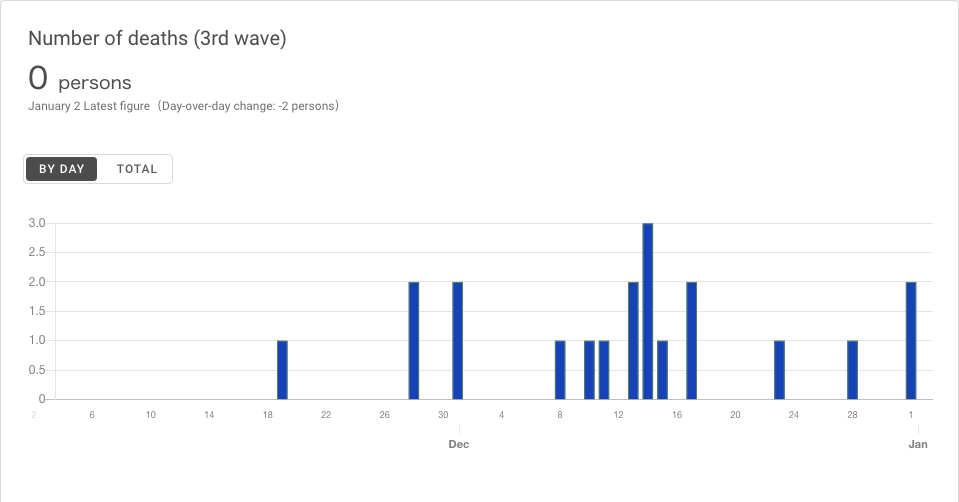 Number of deaths (3rd wave)
0 persons
January 2 Latest figure（Day-over-day change: -2 persons）
BY DAY TOTAL
3.0
2.5
2.0
1.5
1.0
0.5
0
2 6 10 14 18 22 26 30 4 8 12 16 20 24 28 1
Dec Jan